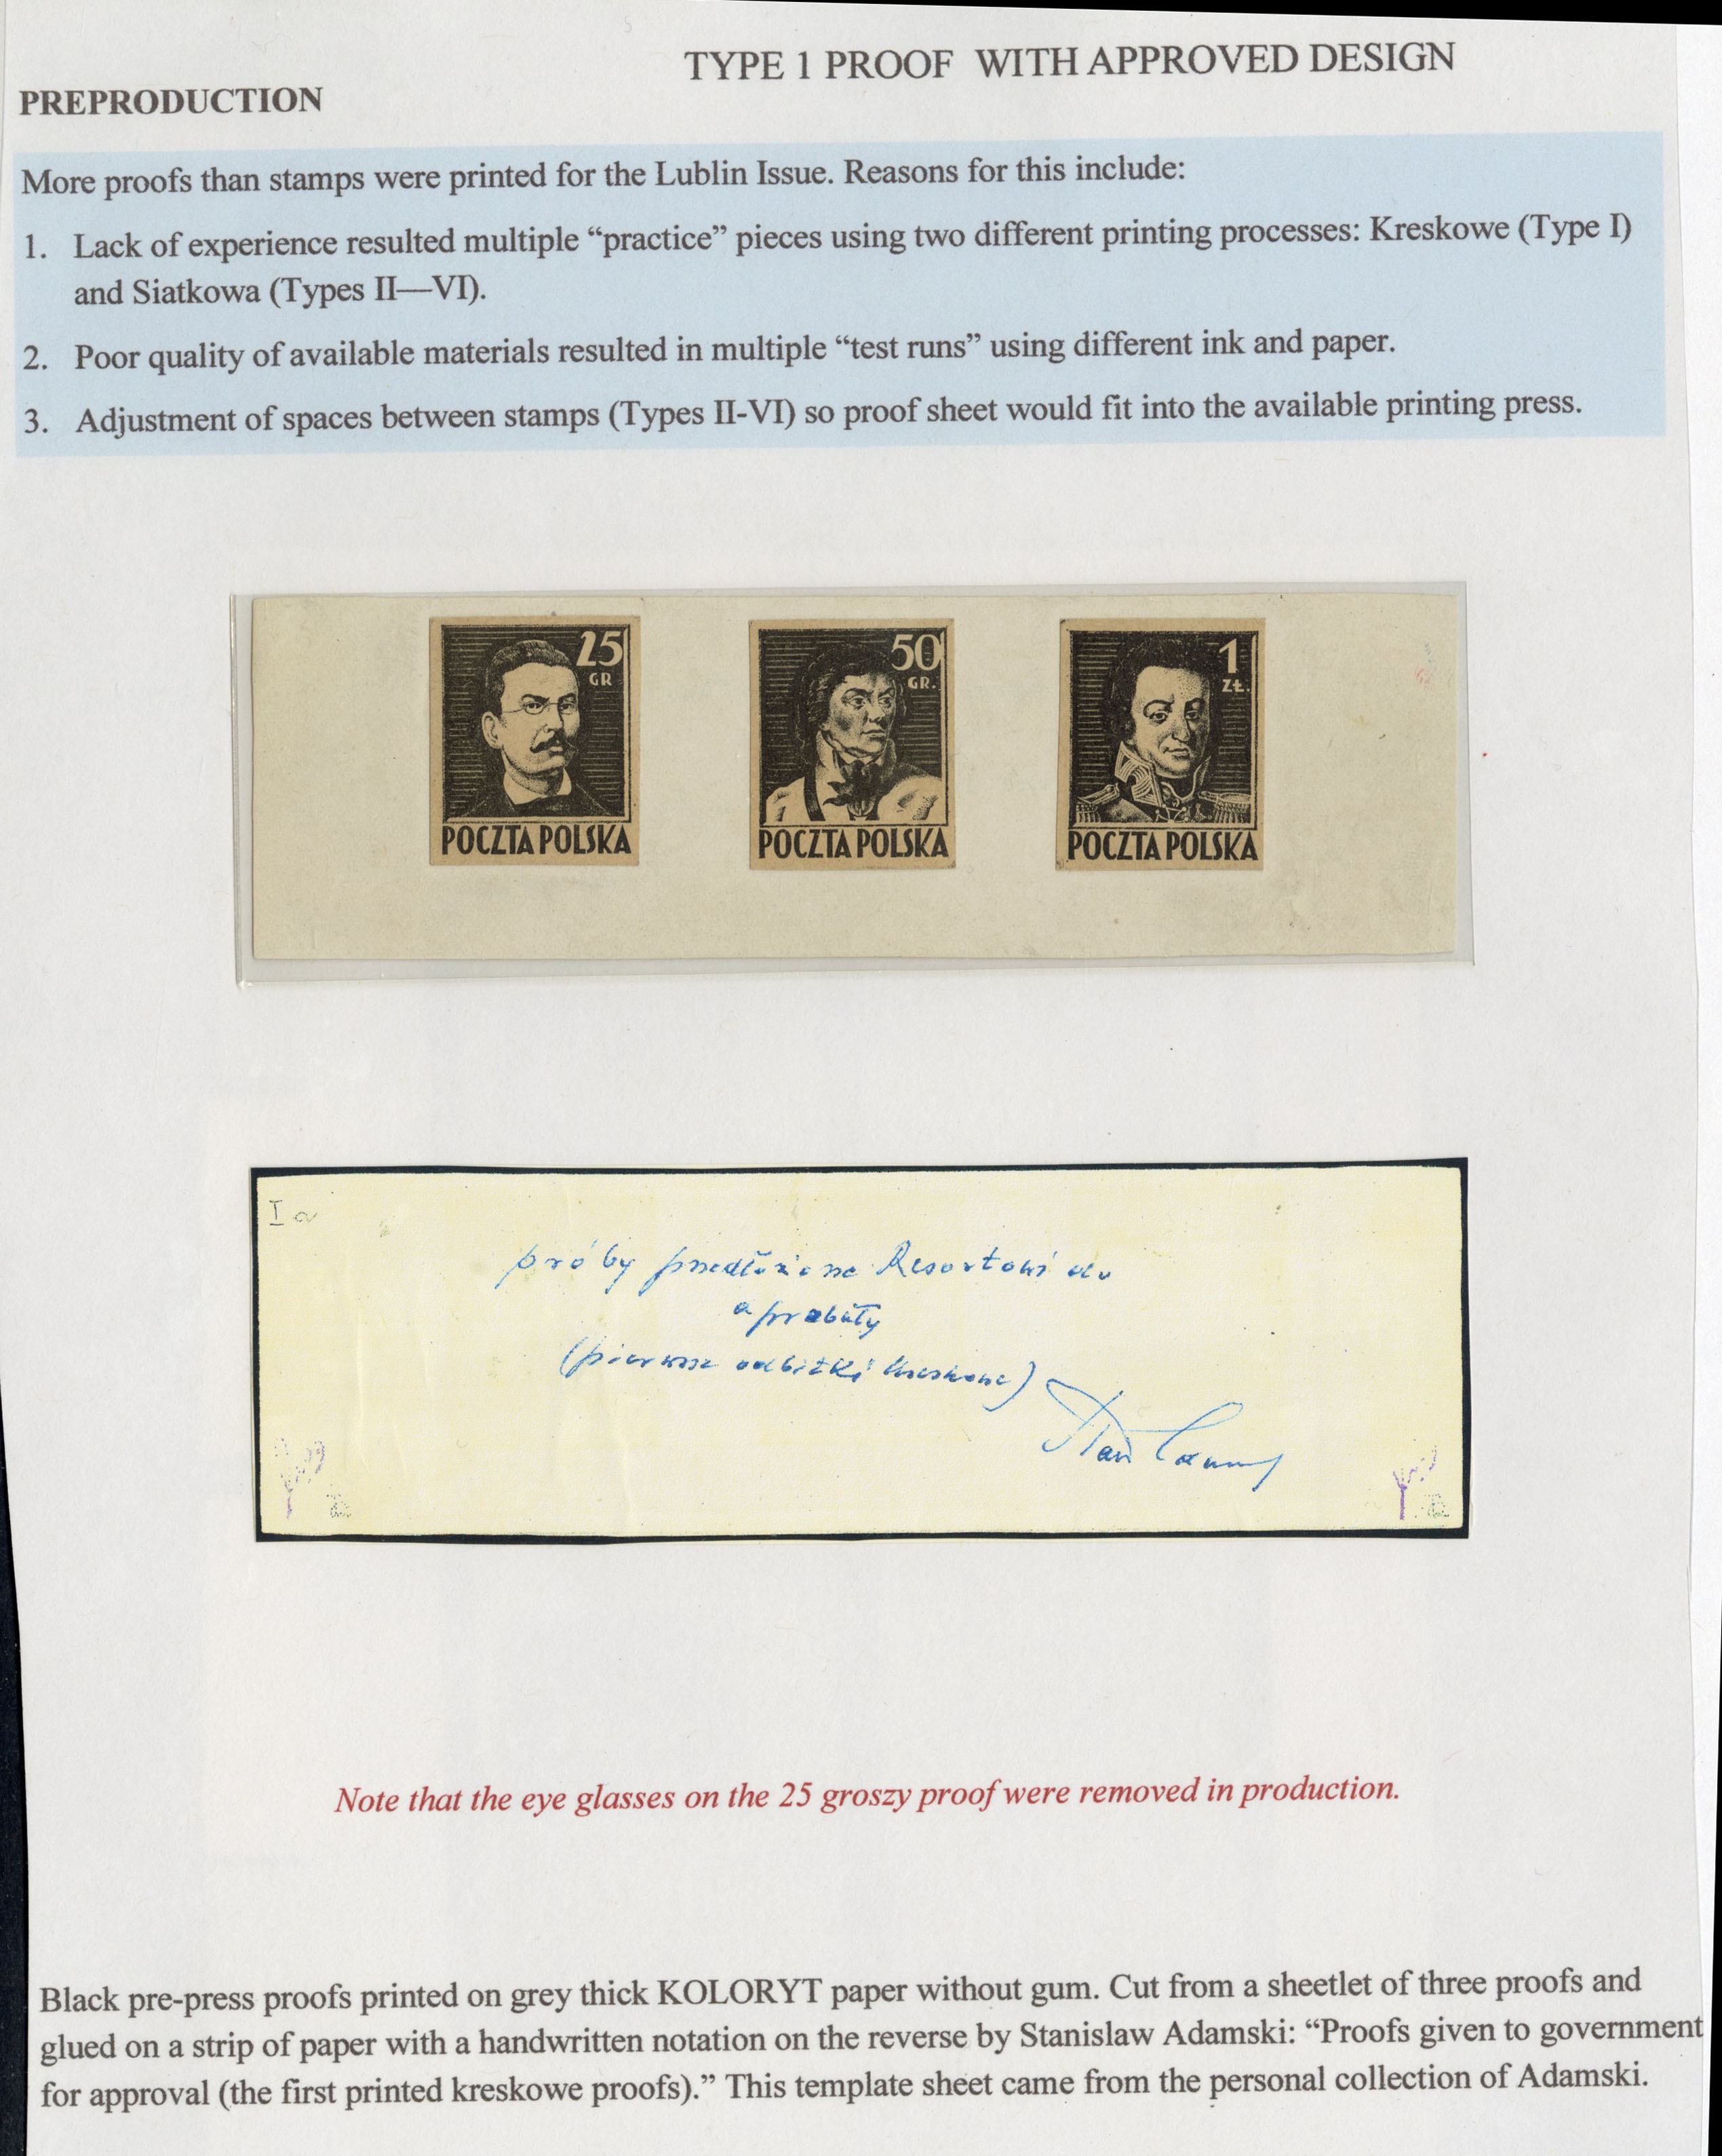 TYPE 1 PROOF WITH APPROVED DESIGN
PREPRODUCTION
More proofs than stamps were printed for the Lublin Issue. Reasons for this include:
1. Lack of experience resulted multiple “practice” pieces using two different printing processes: Kreskowe (Type I)
and Siatkowa (Types II—VI).
2. Poor quality of available materials resulted in multiple “test runs” using different ink and paper.
3. Adjustment of spaces between stamps (Types II-VI) so proof sheet would fit into the available printing press.
25
GR
POCZTA POLSKA
50
GR.
POCZTA POLSKA
1
ZŁ.
POCZTA POLSKA
I a
próby przedłożone Resortowi do
aprobaty
(pierwsze odbitki kreskowe)
Note that the eye glasses on the 25 groszy proof were removed in production.
Black pre-press proofs printed on grey thick KOLORYT paper without gum. Cut from a sheetlet of three proofs and
glued on a strip of paper with a handwritten notation on the reverse by Stanislaw Adamski: “Proofs given to government
for approval (the first printed kreskowe proofs).” This template sheet came from the personal collection of Adamski.